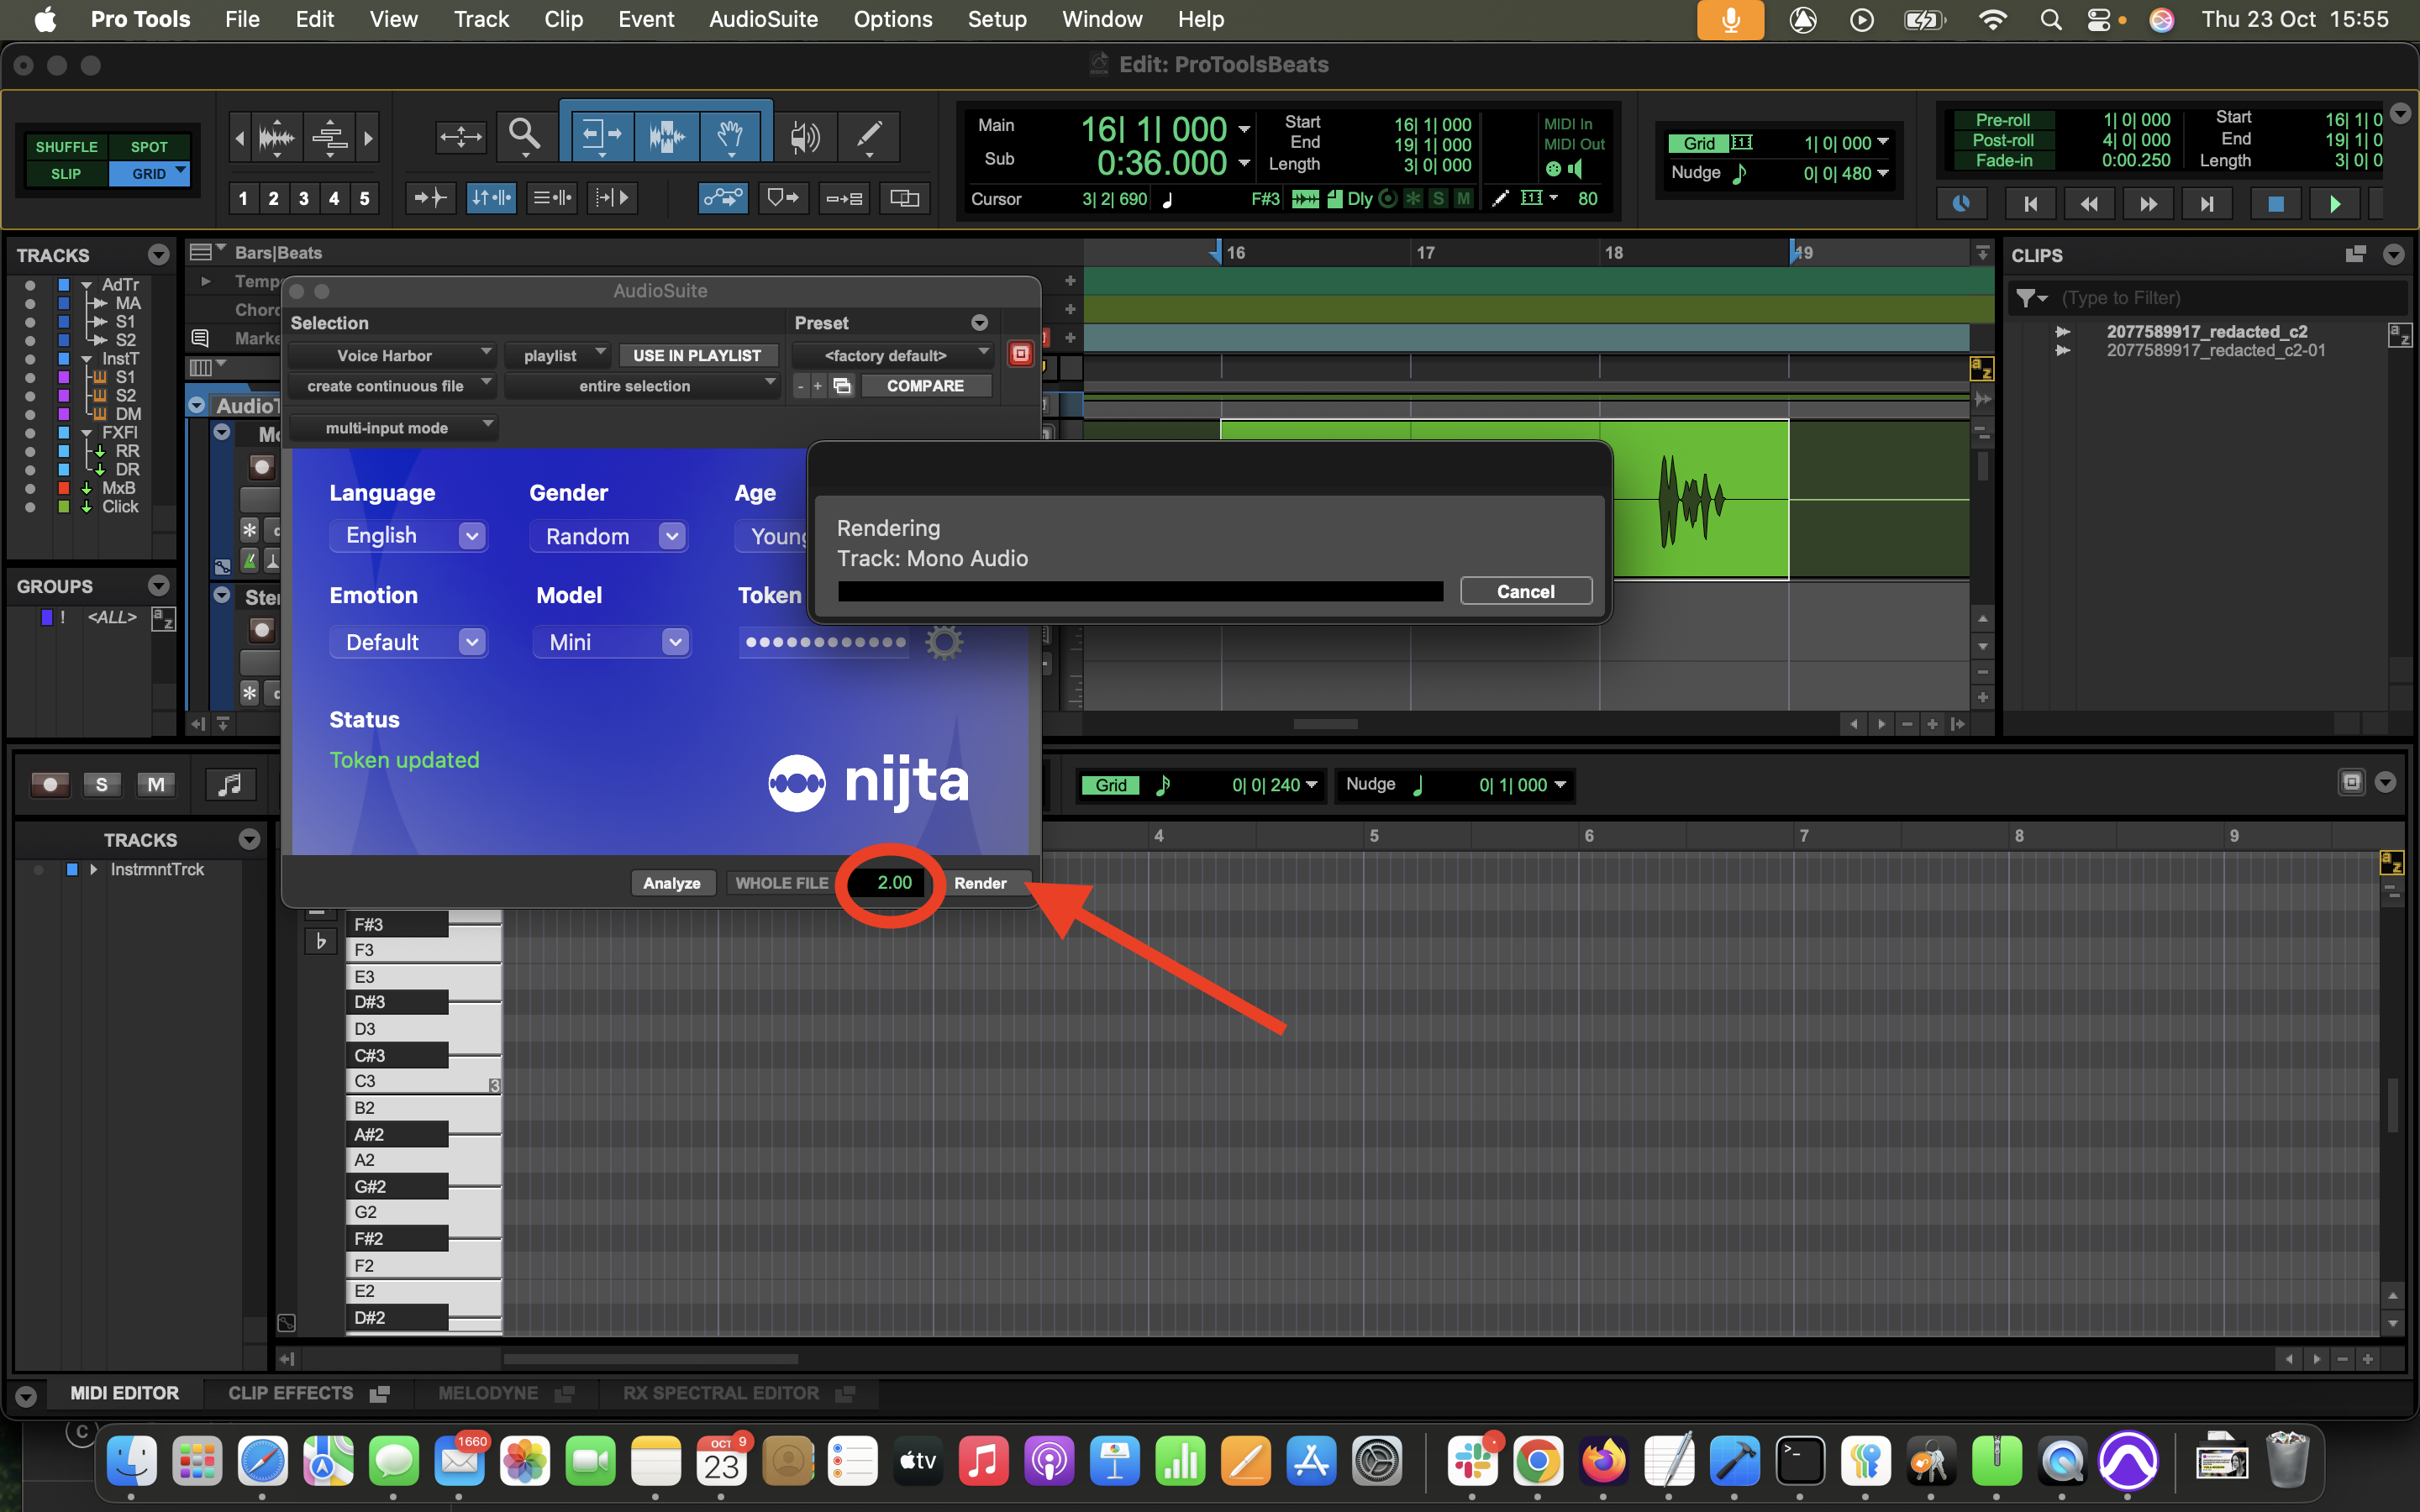 Pro Tools File Edit View Track Clip Event AudioSuite Options Setup Window Help Thu 23 Oct 15:55
Edit: ProToolsBeats
SHUFFLE SPOT
SLIP GRID
1 2 3 4 5
Main 16| 1| 000
Sub 0:36.000
Start 16| 1| 000
End 19| 1| 000
Length 3| 0| 000
MIDI In
MIDI Out
Cursor 3| 2| 690 F#3 Dly S M 80
Grid 1| 0| 000
Nudge 0| 0| 480
Pre-roll 1| 0| 000
Post-roll 4| 0| 000
Fade-in 0:00.250
Start 16| 1| 0
End 19| 1| 0
Length 3| 0| 0
TRACKS
AdTr
MA
S1
S2
InstT
S1
S2
DM
FXFl
RR
DR
MxB
Click
GROUPS
! <ALL>
a z
Bars|Beats 16 17 18 19
Temp
Chor
Marke
AudioT
Mo
Ster
CLIPS
(Type to Filter)
2077589917_redacted_c2
2077589917_redacted_c2-01
a z
AudioSuite
Selection Preset
Voice Harbor playlist USE IN PLAYLIST <factory default>
create continuous file entire selection - + COMPARE
multi-input mode
Language Gender Age
English Random Young
Emotion Model Token
Default Mini
Status
Token updated
nijta
Analyze WHOLE FILE 2.00 Render
Rendering
Track: Mono Audio
Cancel
S M
Grid 0| 0| 240
Nudge 0| 1| 000
TRACKS
InstrmntTrck
4 5 6 7 8 9
a z
F#3
F3
E3
D#3
D3
C#3
C3 3
B2
A#2
A2
G#2
G2
F#2
F2
E2
D#2
MIDI EDITOR CLIP EFFECTS MELODYNE RX SPECTRAL EDITOR
C
1660
OCT 9
23
tv